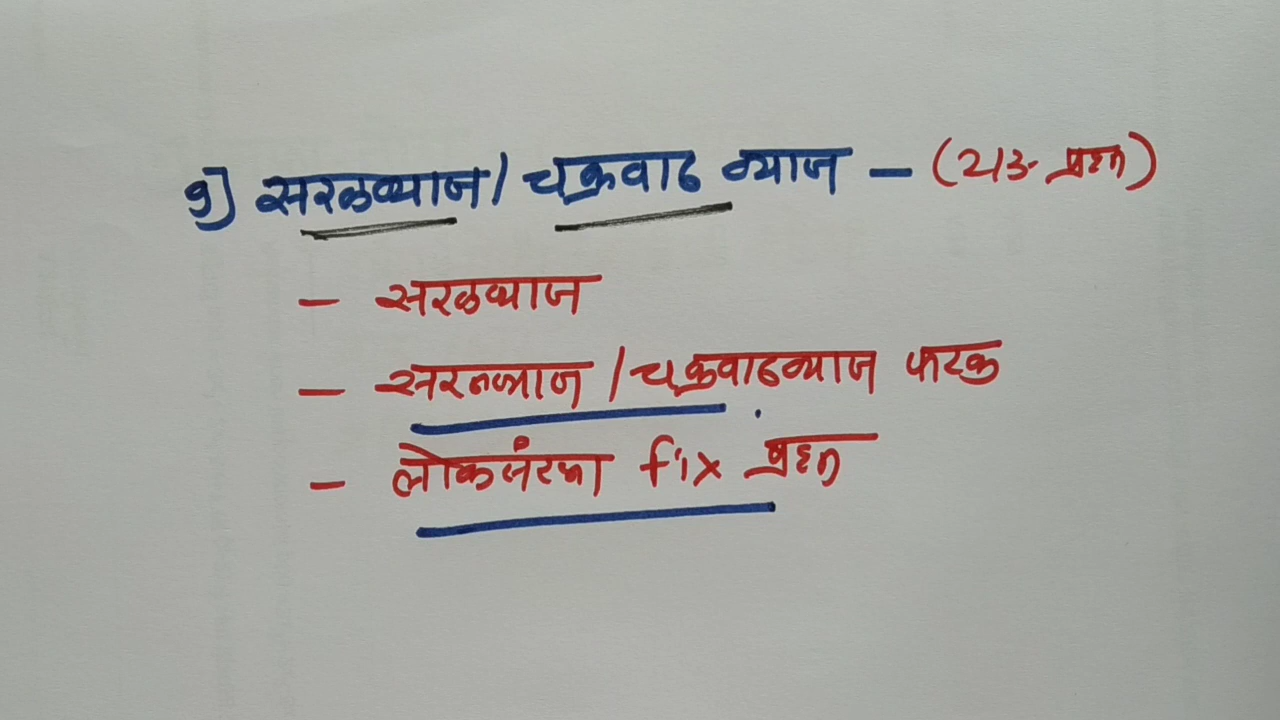 9] सरळव्याज / चक्रवाढ व्याज – (2/3 प्रश्न)
– सरळव्याज
– सरळव्याज / चक्रवाढव्याज फरक
– लोकसंख्या fix प्रश्न